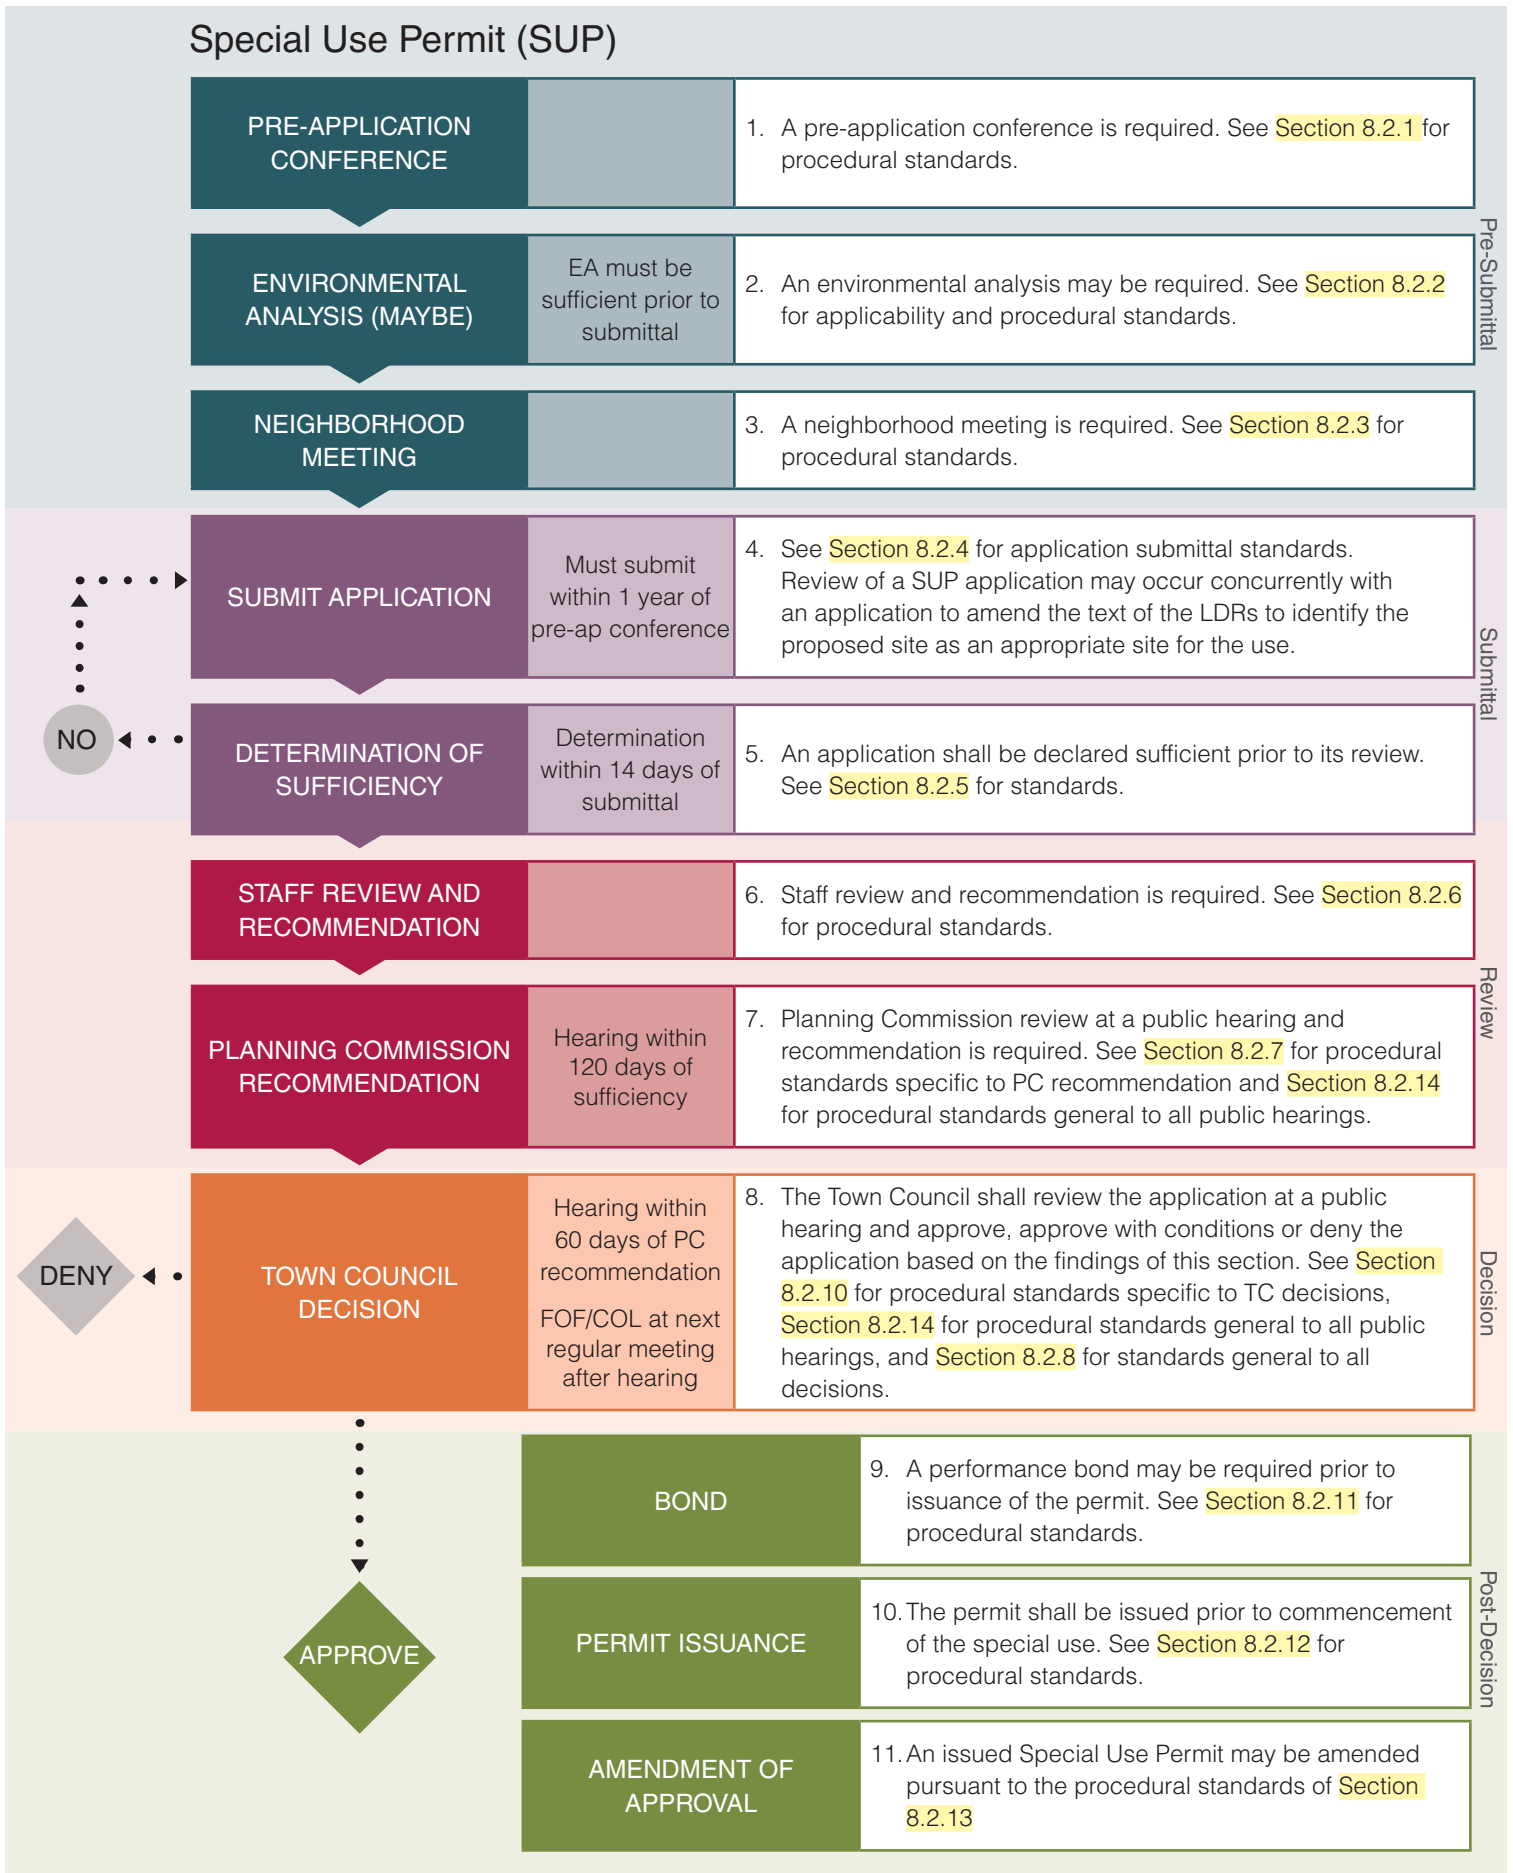 Special Use Permit (SUP)
PRE-APPLICATION
CONFERENCE
1. A pre-application conference is required. See Section 8.2.1 for
procedural standards.
ENVIRONMENTAL
ANALYSIS (MAYBE)
EA must be
sufficient prior to
submittal
2. An environmental analysis may be required. See Section 8.2.2
for applicability and procedural standards.
NEIGHBORHOOD
MEETING
3. A neighborhood meeting is required. See Section 8.2.3 for
procedural standards.
Pre-Submittal
SUBMIT APPLICATION
Must submit
within 1 year of
pre-ap conference
4. See Section 8.2.4 for application submittal standards.
Review of a SUP application may occur concurrently with
an application to amend the text of the LDRs to identify the
proposed site as an appropriate site for the use.
NO
DETERMINATION OF
SUFFICIENCY
Determination
within 14 days of
submittal
5. An application shall be declared sufficient prior to its review.
See Section 8.2.5 for standards.
Submittal
STAFF REVIEW AND
RECOMMENDATION
6. Staff review and recommendation is required. See Section 8.2.6
for procedural standards.
PLANNING COMMISSION
RECOMMENDATION
Hearing within
120 days of
sufficiency
7. Planning Commission review at a public hearing and
recommendation is required. See Section 8.2.7 for procedural
standards specific to PC recommendation and Section 8.2.14
for procedural standards general to all public hearings.
Review
DENY
TOWN COUNCIL
DECISION
Hearing within
60 days of PC
recommendation
FOF/COL at next
regular meeting
after hearing
8. The Town Council shall review the application at a public
hearing and approve, approve with conditions or deny the
application based on the findings of this section. See Section
8.2.10 for procedural standards specific to TC decisions,
Section 8.2.14 for procedural standards general to all public
hearings, and Section 8.2.8 for standards general to all
decisions.
Decision
APPROVE
BOND
9. A performance bond may be required prior to
issuance of the permit. See Section 8.2.11 for
procedural standards.
PERMIT ISSUANCE
10. The permit shall be issued prior to commencement
of the special use. See Section 8.2.12 for
procedural standards.
AMENDMENT OF
APPROVAL
11. An issued Special Use Permit may be amended
pursuant to the procedural standards of Section
8.2.13
Post-Decision